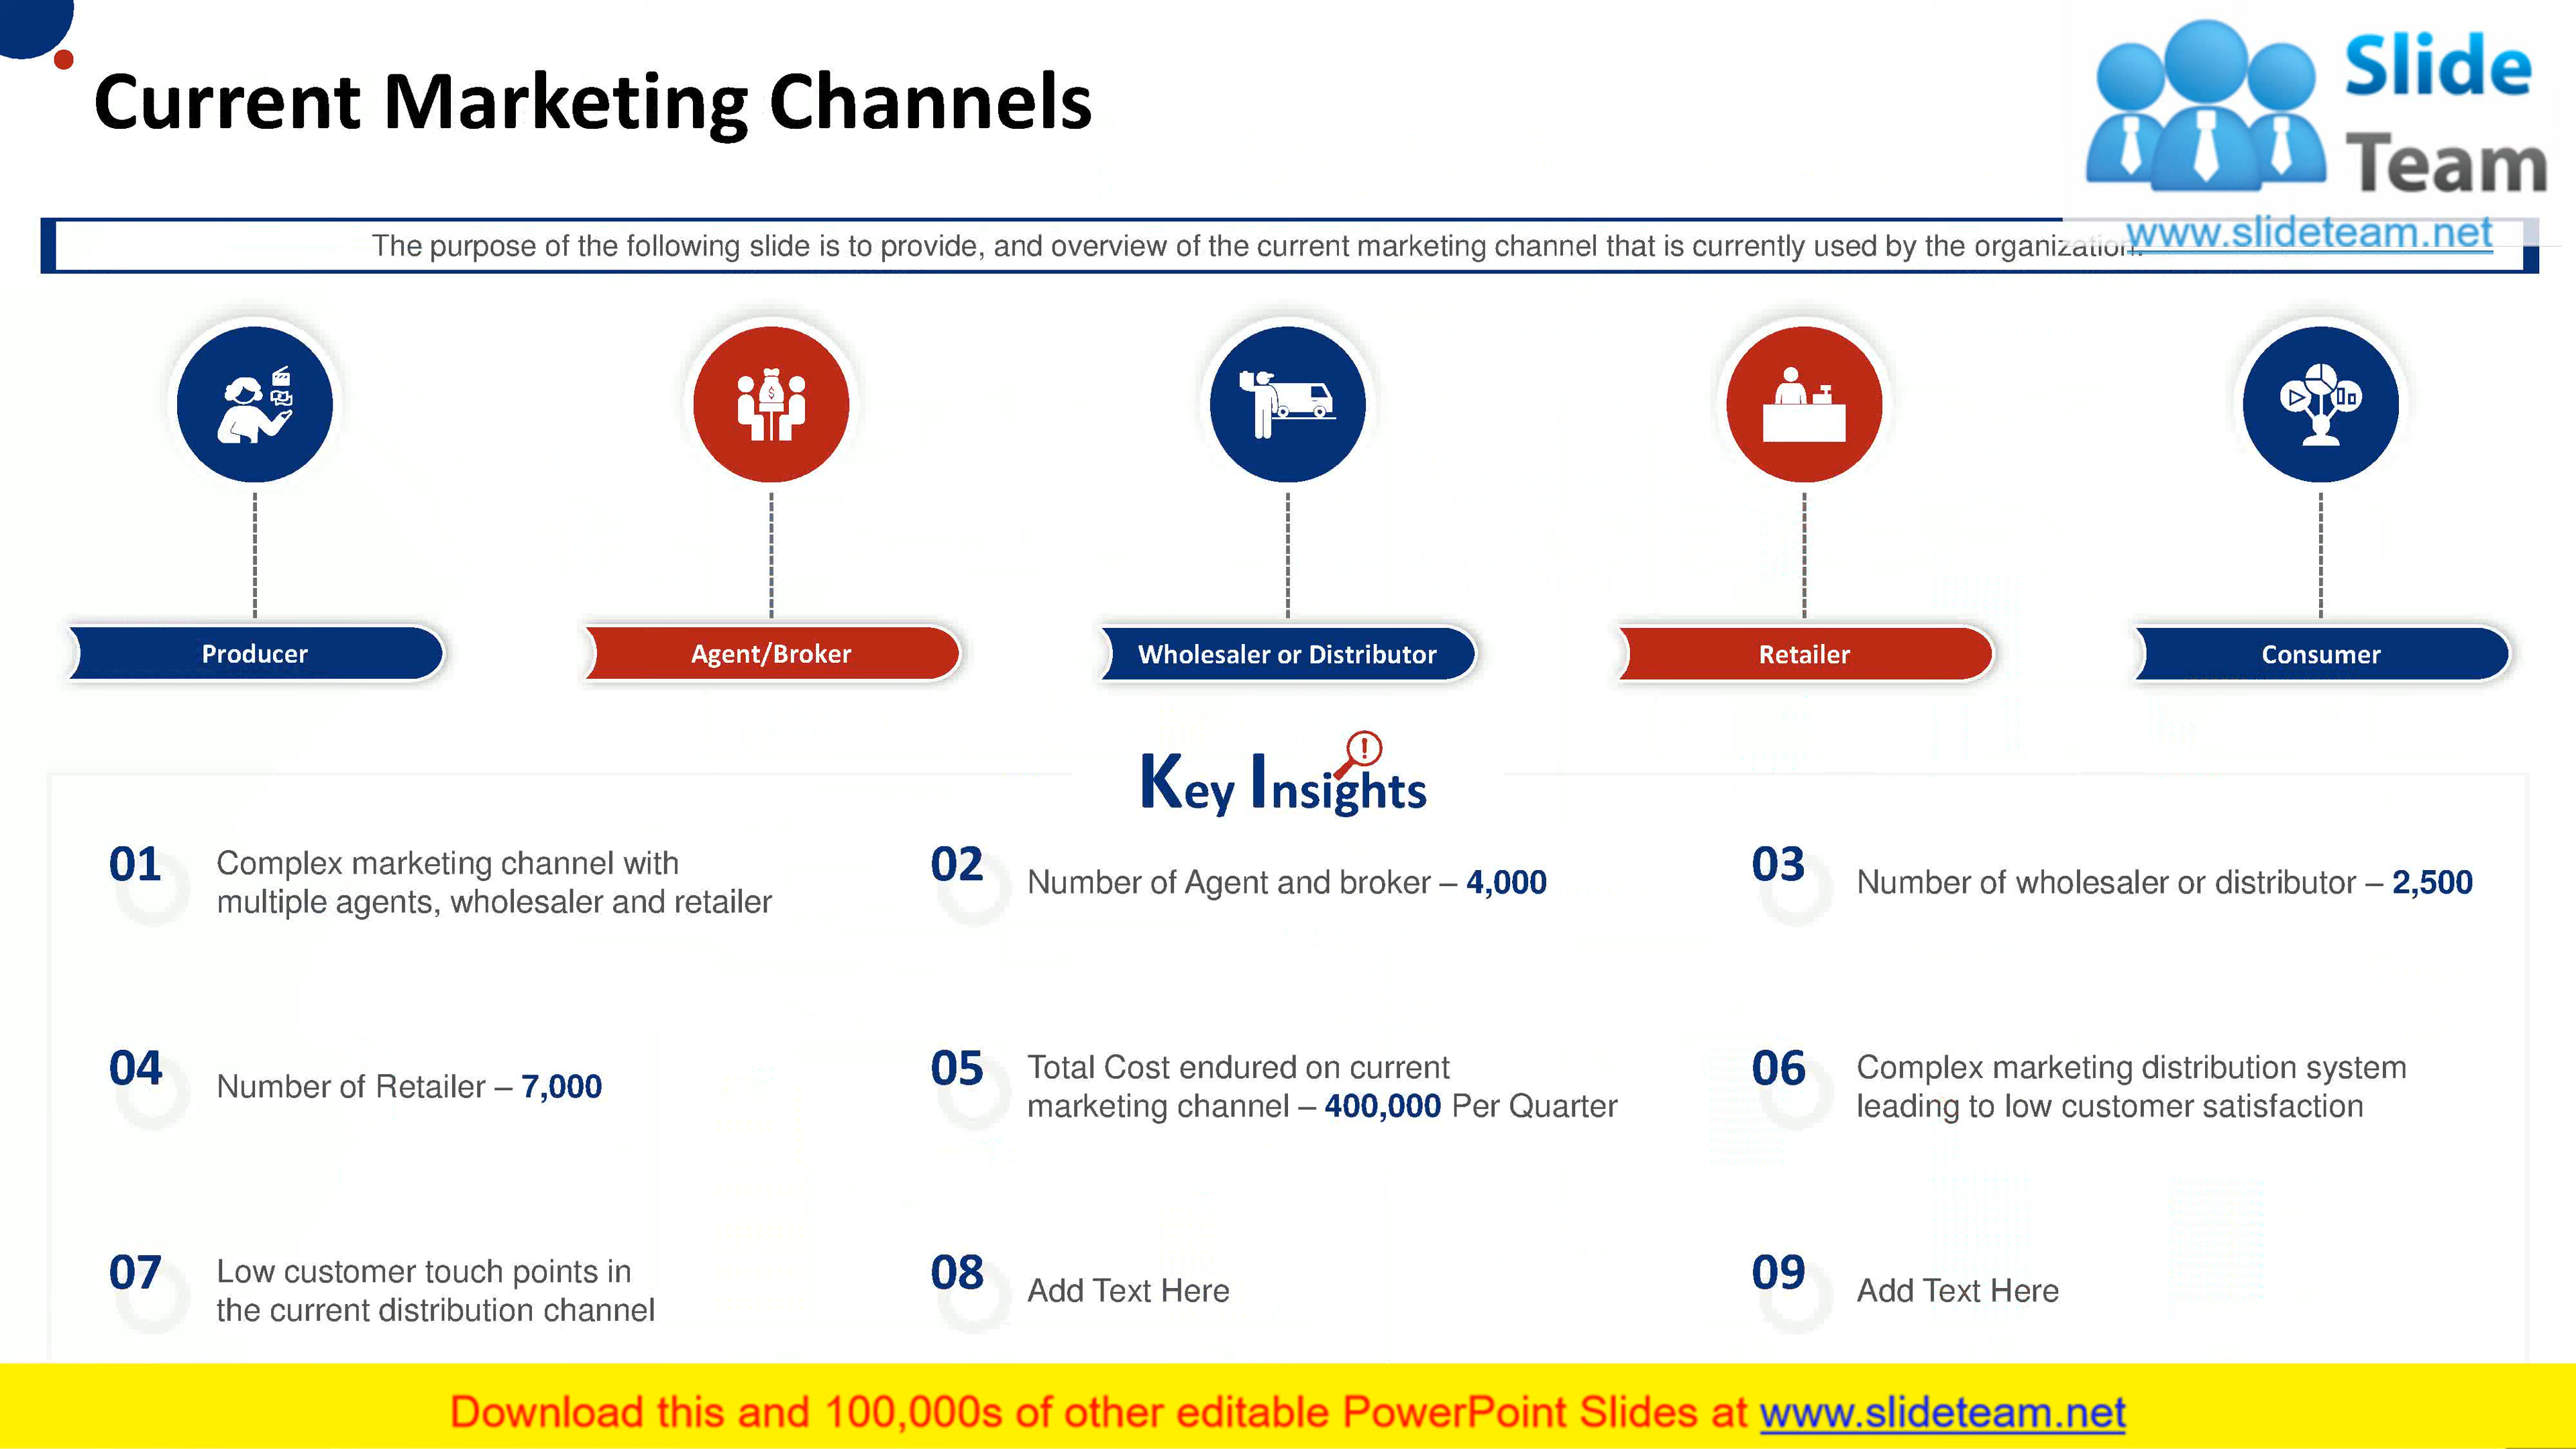 Current Marketing Channels
Slide
Team
www.slideteam.net
The purpose of the following slide is to provide, and overview of the current marketing channel that is currently used by the organization.
Producer
Agent/Broker
Wholesaler or Distributor
Retailer
Consumer
Key Insights
01
Complex marketing channel with
multiple agents, wholesaler and retailer
02
Number of Agent and broker – 4,000
03
Number of wholesaler or distributor – 2,500
04
Number of Retailer – 7,000
05
Total Cost endured on current
marketing channel – 400,000 Per Quarter
06
Complex marketing distribution system
leading to low customer satisfaction
07
Low customer touch points in
the current distribution channel
08
Add Text Here
09
Add Text Here
Download this and 100,000s of other editable PowerPoint Slides at www.slideteam.net